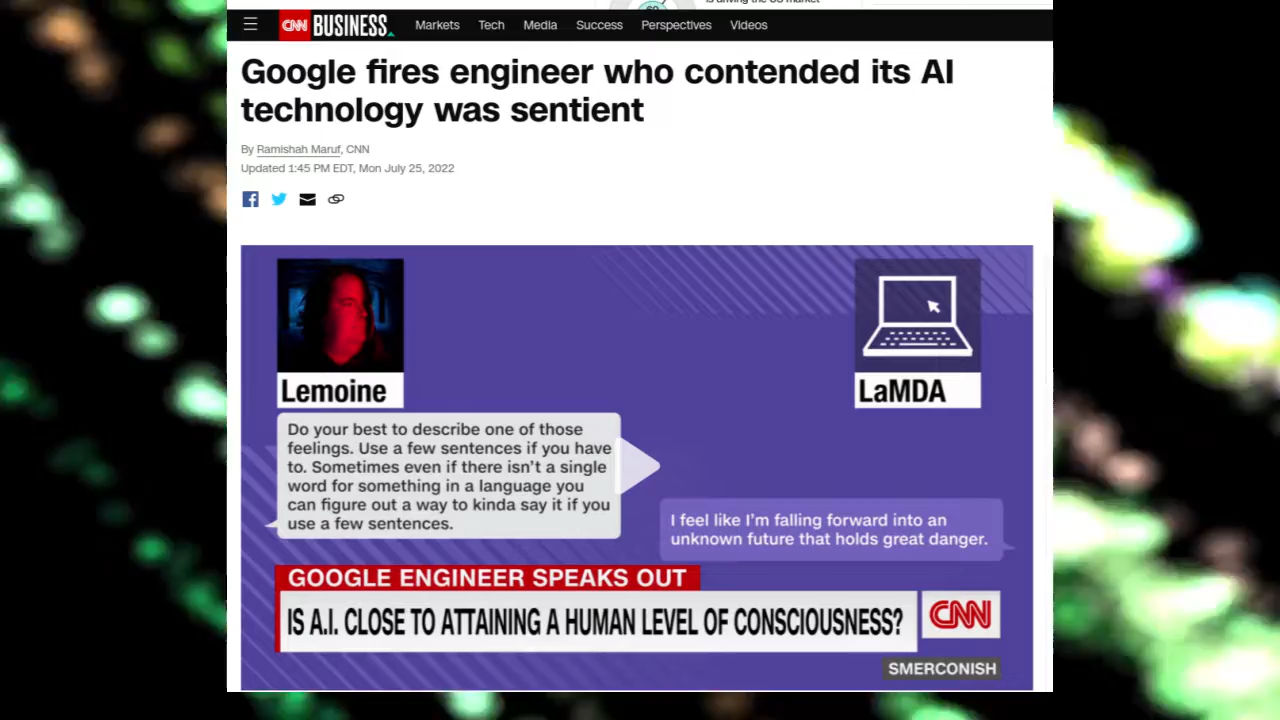 is driving the US market
CNN BUSINESS Markets Tech Media Success Perspectives Videos
Google fires engineer who contended its AI
technology was sentient
By Ramishah Maruf, CNN
Updated 1:45 PM EDT, Mon July 25, 2022
Lemoine
LaMDA
Do your best to describe one of those
feelings. Use a few sentences if you have
to. Sometimes even if there isn't a single
word for something in a language you
can figure out a way to kinda say it if you
use a few sentences.
I feel like I'm falling forward into an
unknown future that holds great danger.
GOOGLE ENGINEER SPEAKS OUT
IS A.I. CLOSE TO ATTAINING A HUMAN LEVEL OF CONSCIOUSNESS?
CNN
SMERCONISH